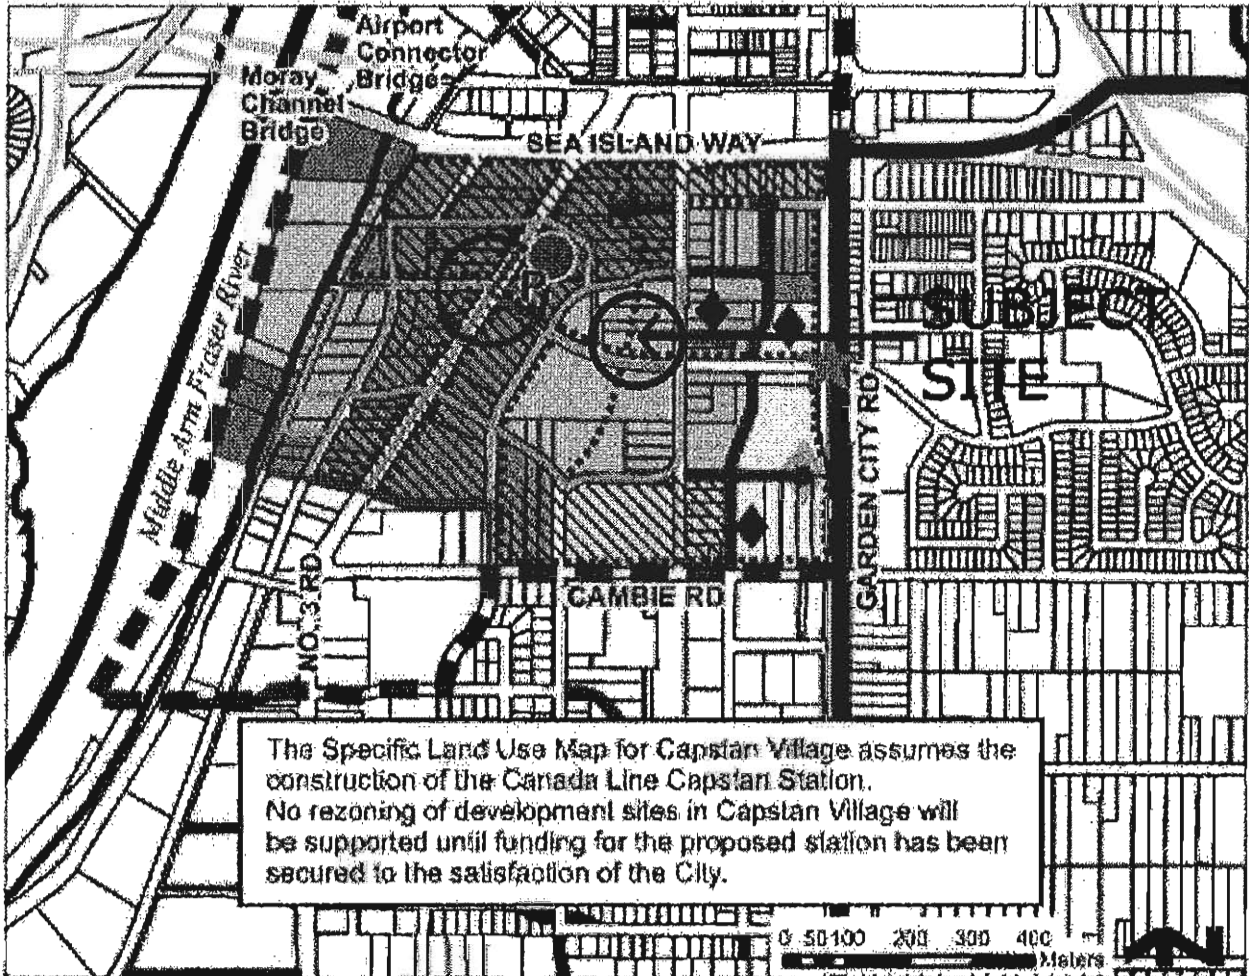 Airport
Connector
Bridges
Moray
Channel
Bridge
SEA ISLAND WAY
Middle Arm Fraser River
SUBJECT
SITE
GARDEN CITY RD
NO. 3 RD
CAMBIE RD
The Specific Land Use Map for Capstan Village assumes the
construction of the Canada Line Capstan Station.
No rezoning of development sites in Capstan Village will
be supported until funding for the proposed station has been
secured to the satisfaction of the City.
0 50 100 200 300 400
Meters